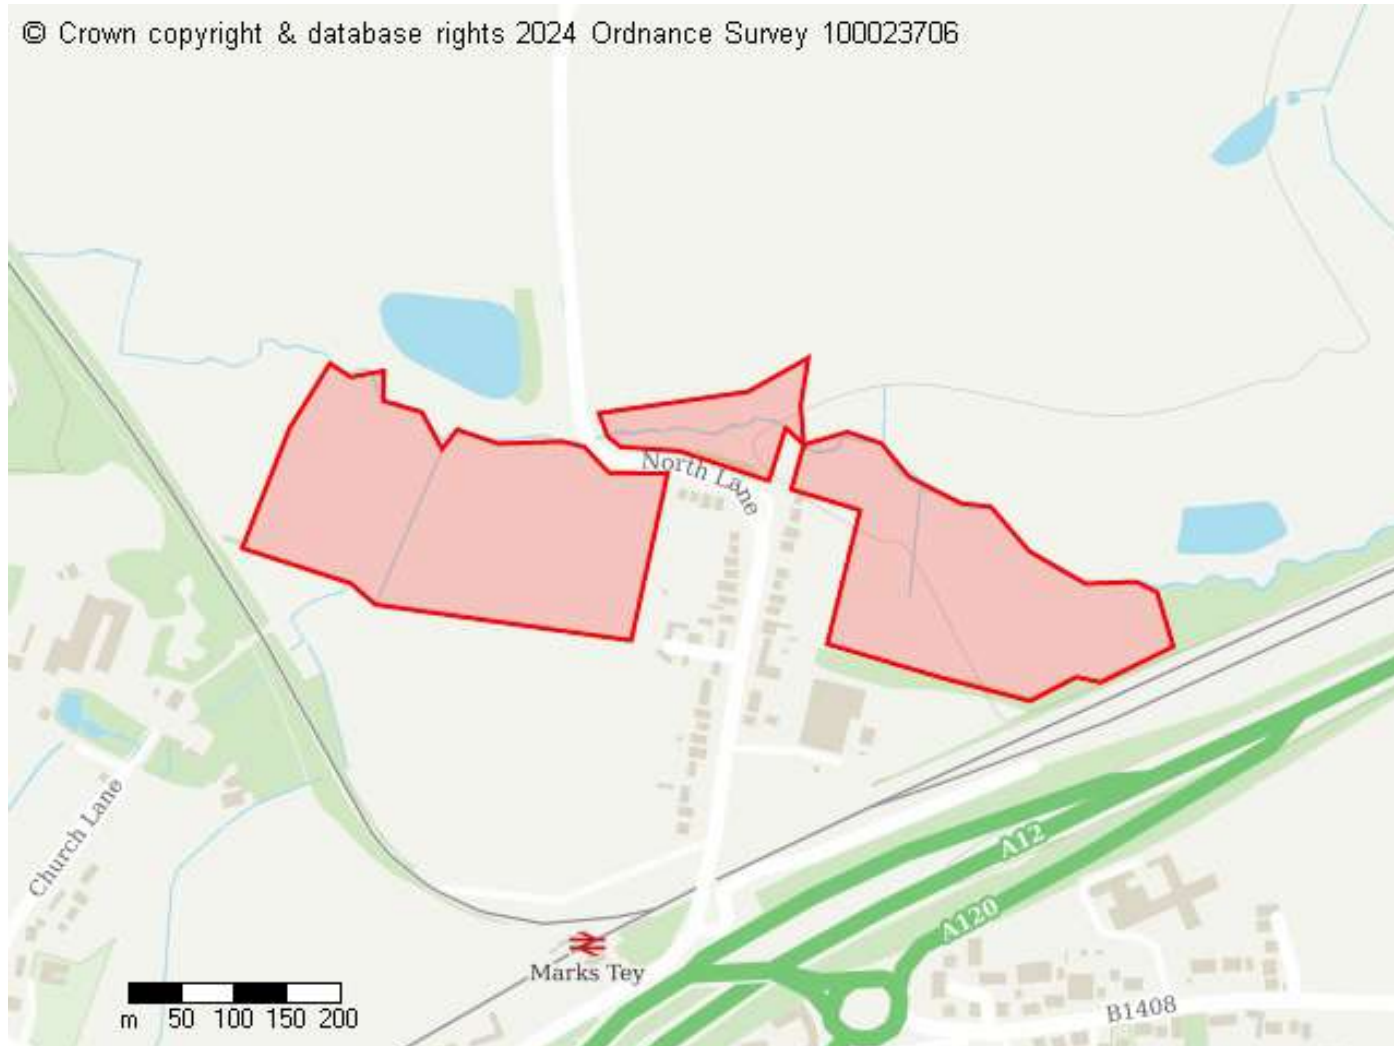 © Crown copyright & database rights 2024 Ordnance Survey 100023706
North Lane
Church Lane
A12
A120
Marks Tey
B1408
m 50 100 150 200